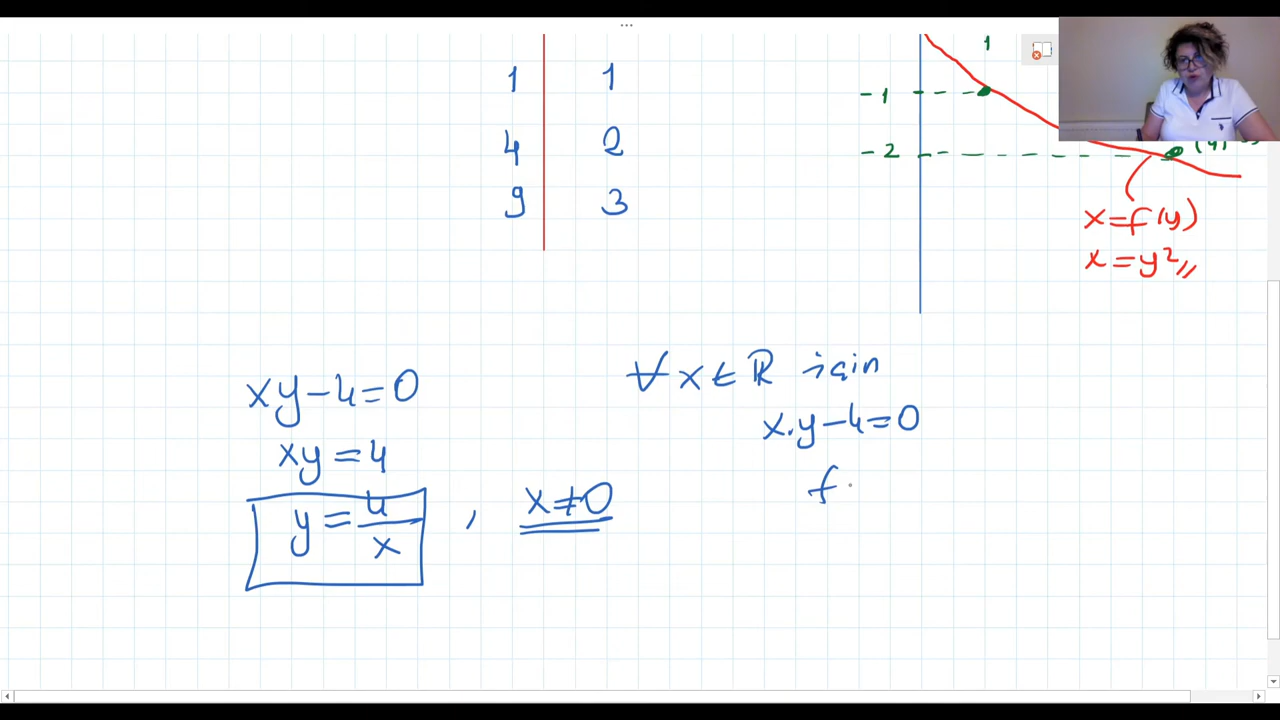 1 1
4 2
9 3
1
-1
-2
x=f(y)
x=y²
xy-4=0
xy=4
y=4/x , x≠0
∀x∈ℝ için
x.y-4=0
f